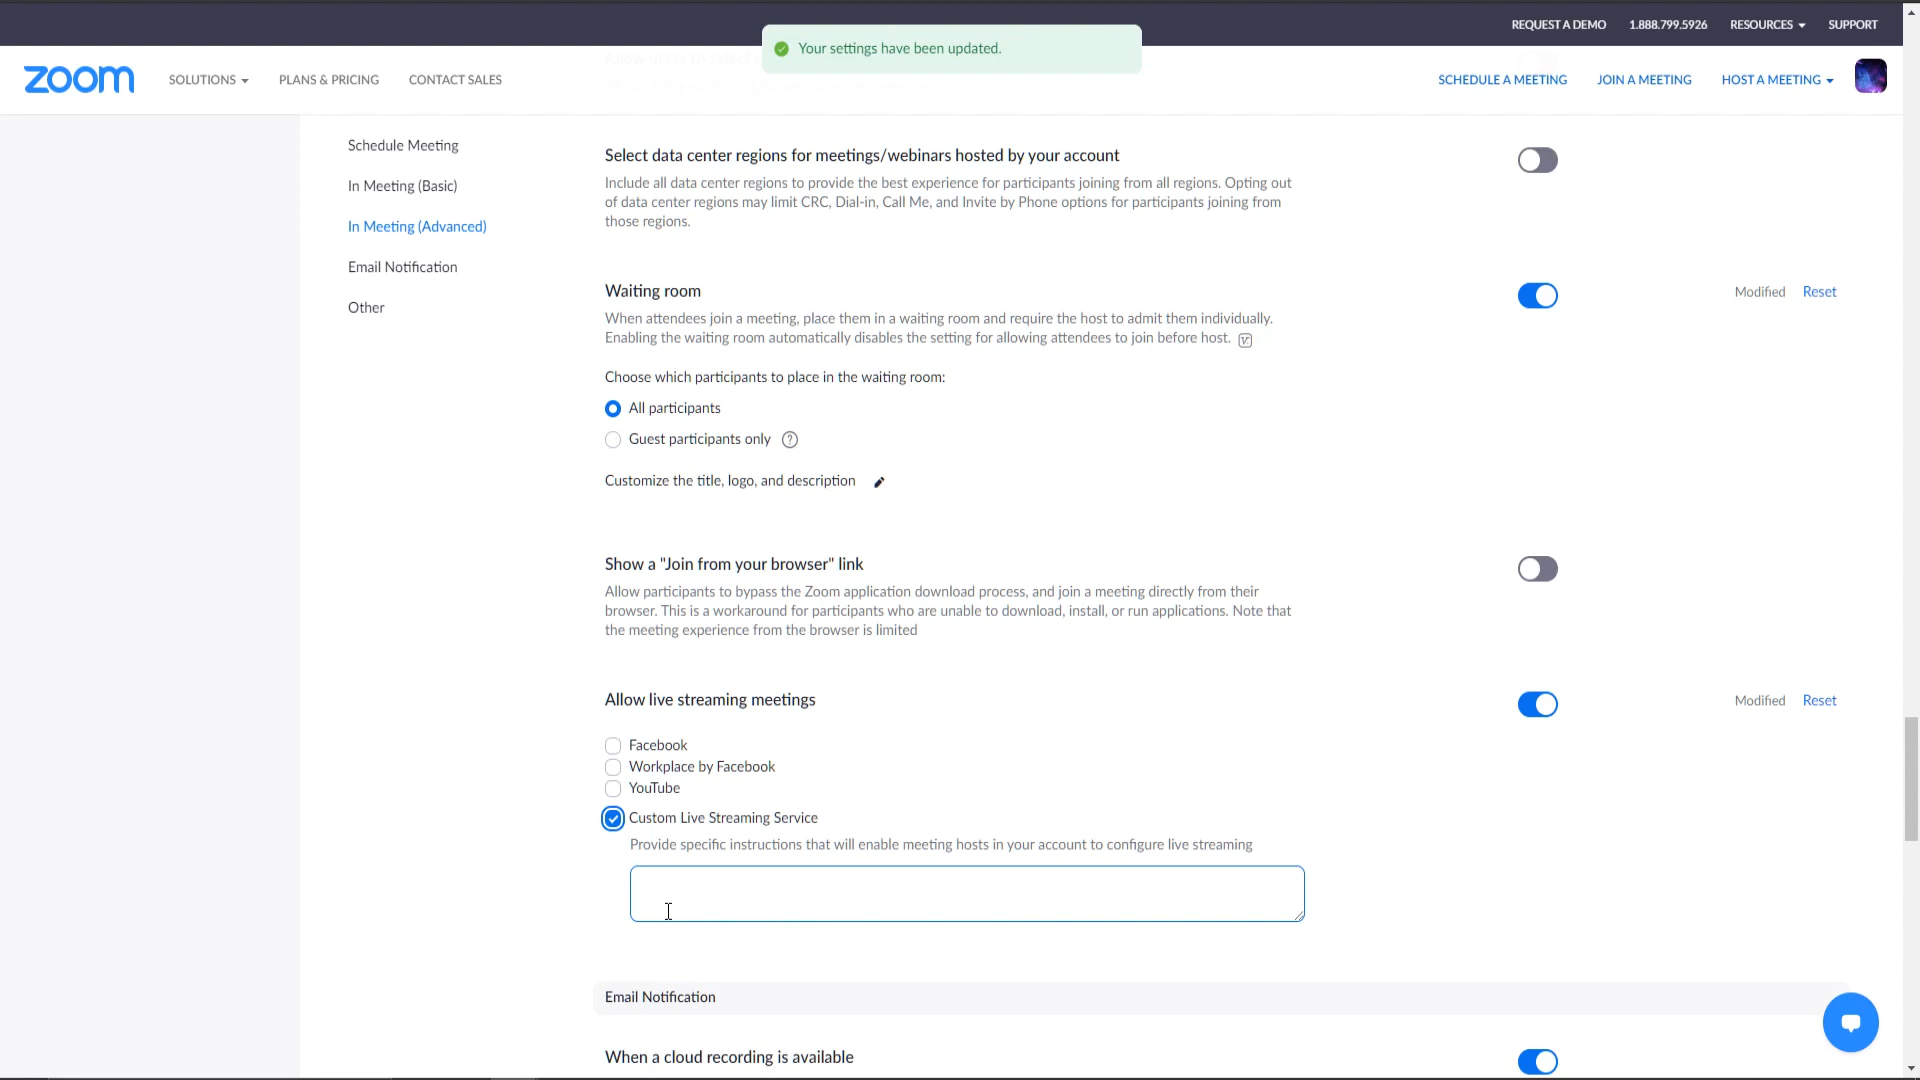 REQUEST A DEMO 1.888.799.5926 RESOURCES SUPPORT
Your settings have been updated.
zoom SOLUTIONS PLANS & PRICING CONTACT SALES SCHEDULE A MEETING JOIN A MEETING HOST A MEETING
Schedule Meeting
In Meeting (Basic)
In Meeting (Advanced)
Email Notification
Other
Select data center regions for meetings/webinars hosted by your account
Include all data center regions to provide the best experience for participants joining from all regions. Opting out
of data center regions may limit CRC, Dial-in, Call Me, and Invite by Phone options for participants joining from
those regions.
Waiting room
Modified Reset
When attendees join a meeting, place them in a waiting room and require the host to admit them individually.
Enabling the waiting room automatically disables the setting for allowing attendees to join before host.
Choose which participants to place in the waiting room:
All participants
Guest participants only
Customize the title, logo, and description
Show a "Join from your browser" link
Allow participants to bypass the Zoom application download process, and join a meeting directly from their
browser. This is a workaround for participants who are unable to download, install, or run applications. Note that
the meeting experience from the browser is limited
Allow live streaming meetings
Modified Reset
Facebook
Workplace by Facebook
YouTube
Custom Live Streaming Service
Provide specific instructions that will enable meeting hosts in your account to configure live streaming
Email Notification
When a cloud recording is available